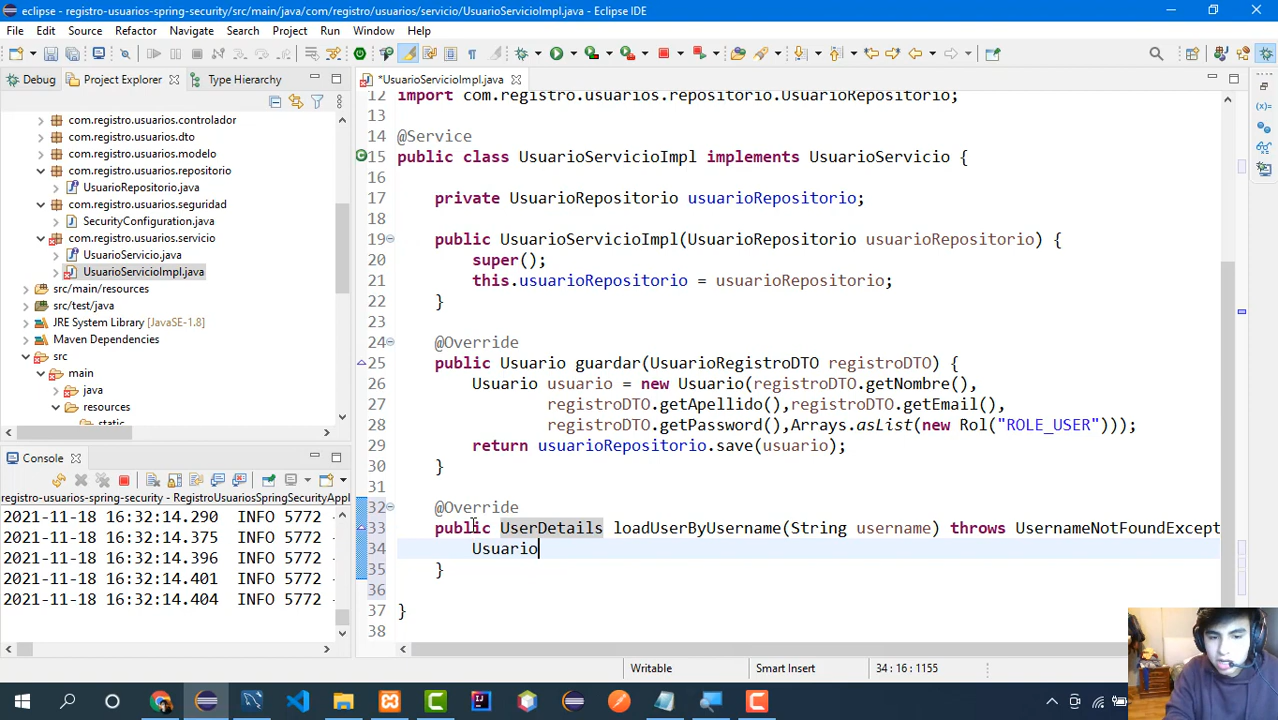 eclipse - registro-usuarios-spring-security/src/main/java/com/registro/usuarios/servicio/UsuarioServicioImpl.java - Eclipse IDE
File Edit Source Refactor Navigate Search Project Run Window Help
Debug Project Explorer Type Hierarchy
com.registro.usuarios.controlador
com.registro.usuarios.dto
com.registro.usuarios.modelo
com.registro.usuarios.repositorio
UsuarioRepositorio.java
com.registro.usuarios.seguridad
SecurityConfiguration.java
com.registro.usuarios.servicio
UsuarioServicio.java
UsuarioServicioImpl.java
src/main/resources
src/test/java
JRE System Library [JavaSE-1.8]
Maven Dependencies
src
main
java
resources
static
Console
registro-usuarios-spring-security - RegistroUsuariosSpringSecurityAppl
2021-11-18 16:32:14.290 INFO 5772
2021-11-18 16:32:14.375 INFO 5772
2021-11-18 16:32:14.396 INFO 5772
2021-11-18 16:32:14.401 INFO 5772
2021-11-18 16:32:14.404 INFO 5772
*UsuarioServicioImpl.java
12 import com.registro.usuarios.repositorio.UsuarioRepositorio;
13
14 @Service
15 public class UsuarioServicioImpl implements UsuarioServicio {
16
17 private UsuarioRepositorio usuarioRepositorio;
18
19 public UsuarioServicioImpl(UsuarioRepositorio usuarioRepositorio) {
20 super();
21 this.usuarioRepositorio = usuarioRepositorio;
22 }
23
24 @Override
25 public Usuario guardar(UsuarioRegistroDTO registroDTO) {
26 Usuario usuario = new Usuario(registroDTO.getNombre(),
27 registroDTO.getApellido(),registroDTO.getEmail(),
28 registroDTO.getPassword(),Arrays.asList(new Rol("ROLE_USER")));
29 return usuarioRepositorio.save(usuario);
30 }
31
32 @Override
33 public UserDetails loadUserByUsername(String username) throws UsernameNotFoundExcept
34 Usuario
35 }
36
37 }
38
Writable Smart Insert 34 : 16 : 1155